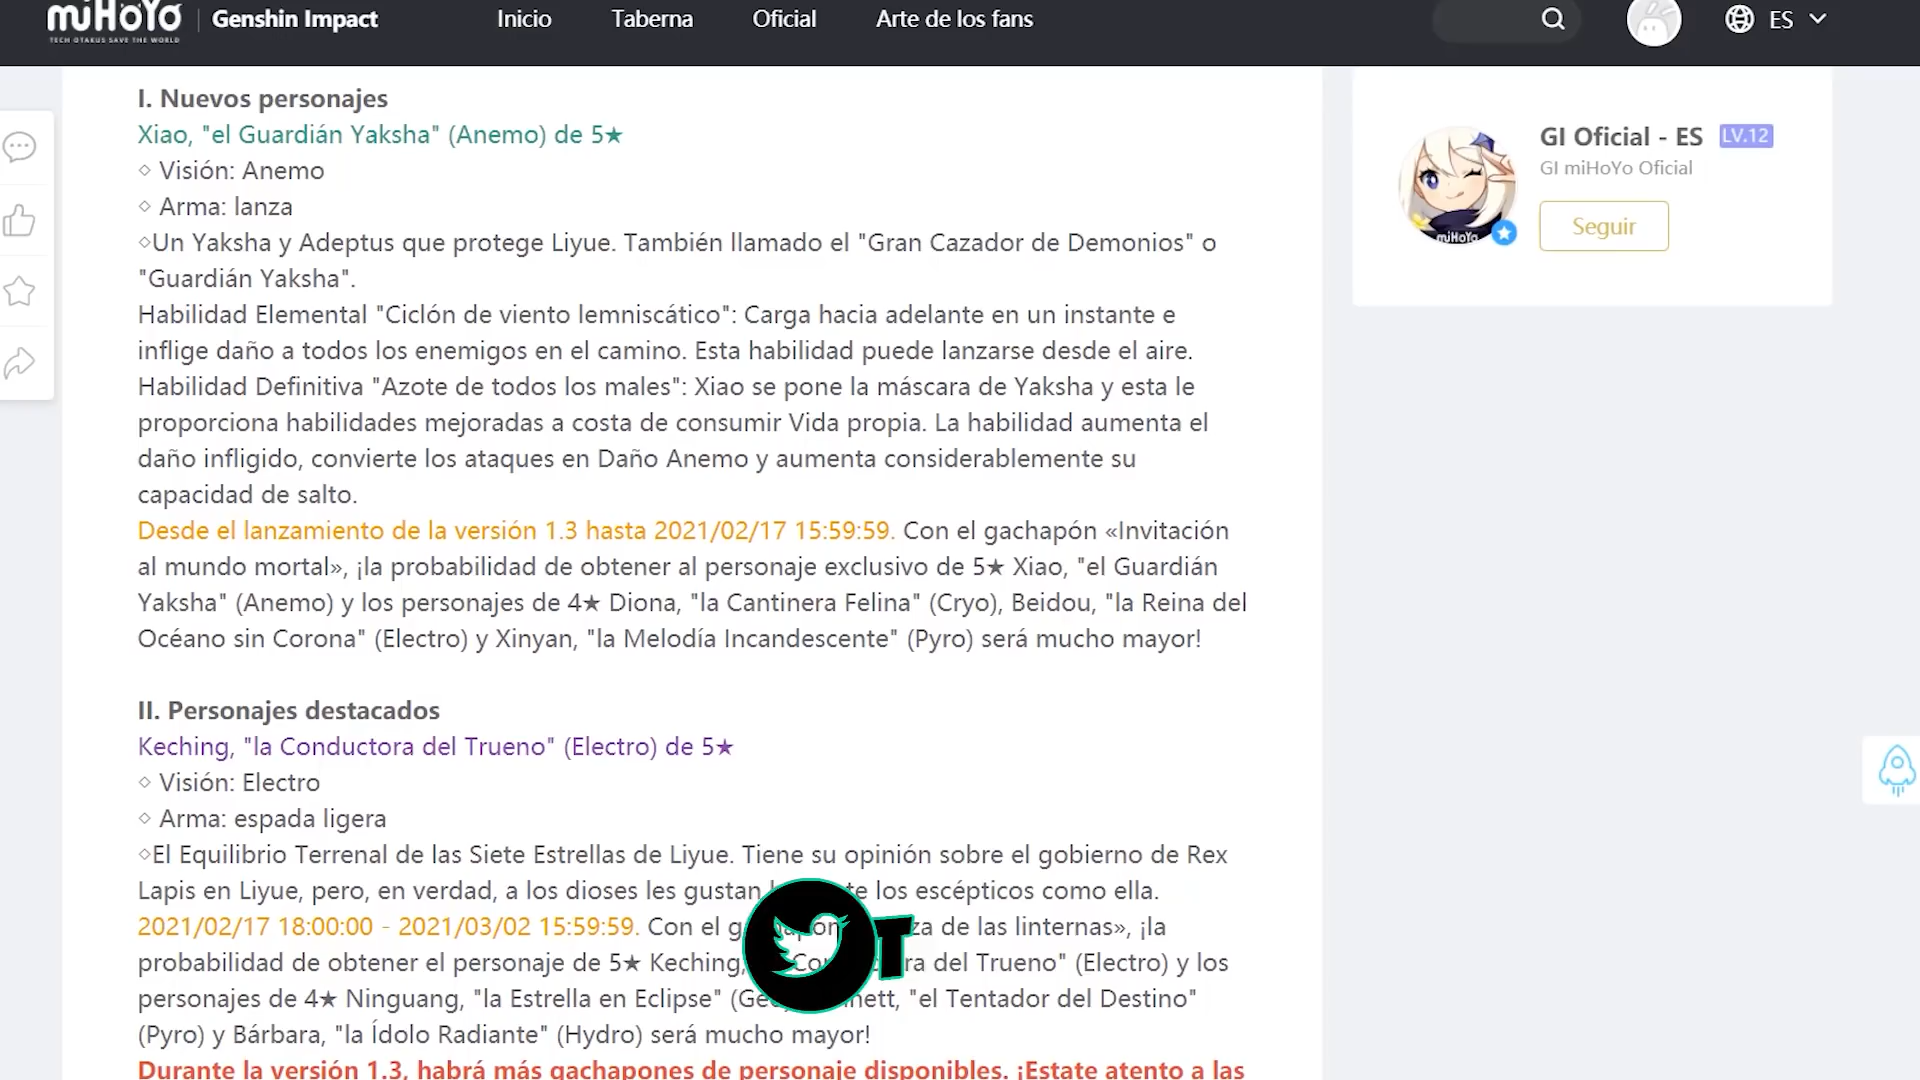 miHoYo
TECH OTAKUS SAVE THE WORLD
Genshin Impact
Inicio
Taberna
Oficial
Arte de los fans
ES
I. Nuevos personajes
Xiao, "el Guardián Yaksha" (Anemo) de 5★
◇ Visión: Anemo
◇ Arma: lanza
◇Un Yaksha y Adeptus que protege Liyue. También llamado el "Gran Cazador de Demonios" o
"Guardián Yaksha".
Habilidad Elemental "Ciclón de viento lemniscático": Carga hacia adelante en un instante e
inflige daño a todos los enemigos en el camino. Esta habilidad puede lanzarse desde el aire.
Habilidad Definitiva "Azote de todos los males": Xiao se pone la máscara de Yaksha y esta le
proporciona habilidades mejoradas a costa de consumir Vida propia. La habilidad aumenta el
daño infligido, convierte los ataques en Daño Anemo y aumenta considerablemente su
capacidad de salto.
Desde el lanzamiento de la versión 1.3 hasta 2021/02/17 15:59:59. Con el gachapón «Invitación
al mundo mortal», ¡la probabilidad de obtener al personaje exclusivo de 5★ Xiao, "el Guardián
Yaksha" (Anemo) y los personajes de 4★ Diona, "la Cantinera Felina" (Cryo), Beidou, "la Reina del
Océano sin Corona" (Electro) y Xinyan, "la Melodía Incandescente" (Pyro) será mucho mayor!
II. Personajes destacados
Keching, "la Conductora del Trueno" (Electro) de 5★
◇ Visión: Electro
◇ Arma: espada ligera
◇El Equilibrio Terrenal de las Siete Estrellas de Liyue. Tiene su opinión sobre el gobierno de Rex
Lapis en Liyue, pero, en verdad, a los dioses les gustan los escépticos como ella.
2021/02/17 18:00:00 - 2021/03/02 15:59:59. Con el de las linternas», ¡la
probabilidad de obtener el personaje de 5★ Keching, del Trueno" (Electro) y los
personajes de 4★ Ninguang, "la Estrella en Eclipse" "el Tentador del Destino"
(Pyro) y Bárbara, "la Ídolo Radiante" (Hydro) será mucho mayor!
Durante la versión 1.3, habrá más gachapones de personaje disponibles. ¡Estate atento a las
T
GI Oficial - ES
LV.12
GI miHoYo Oficial
Seguir
miHoYo